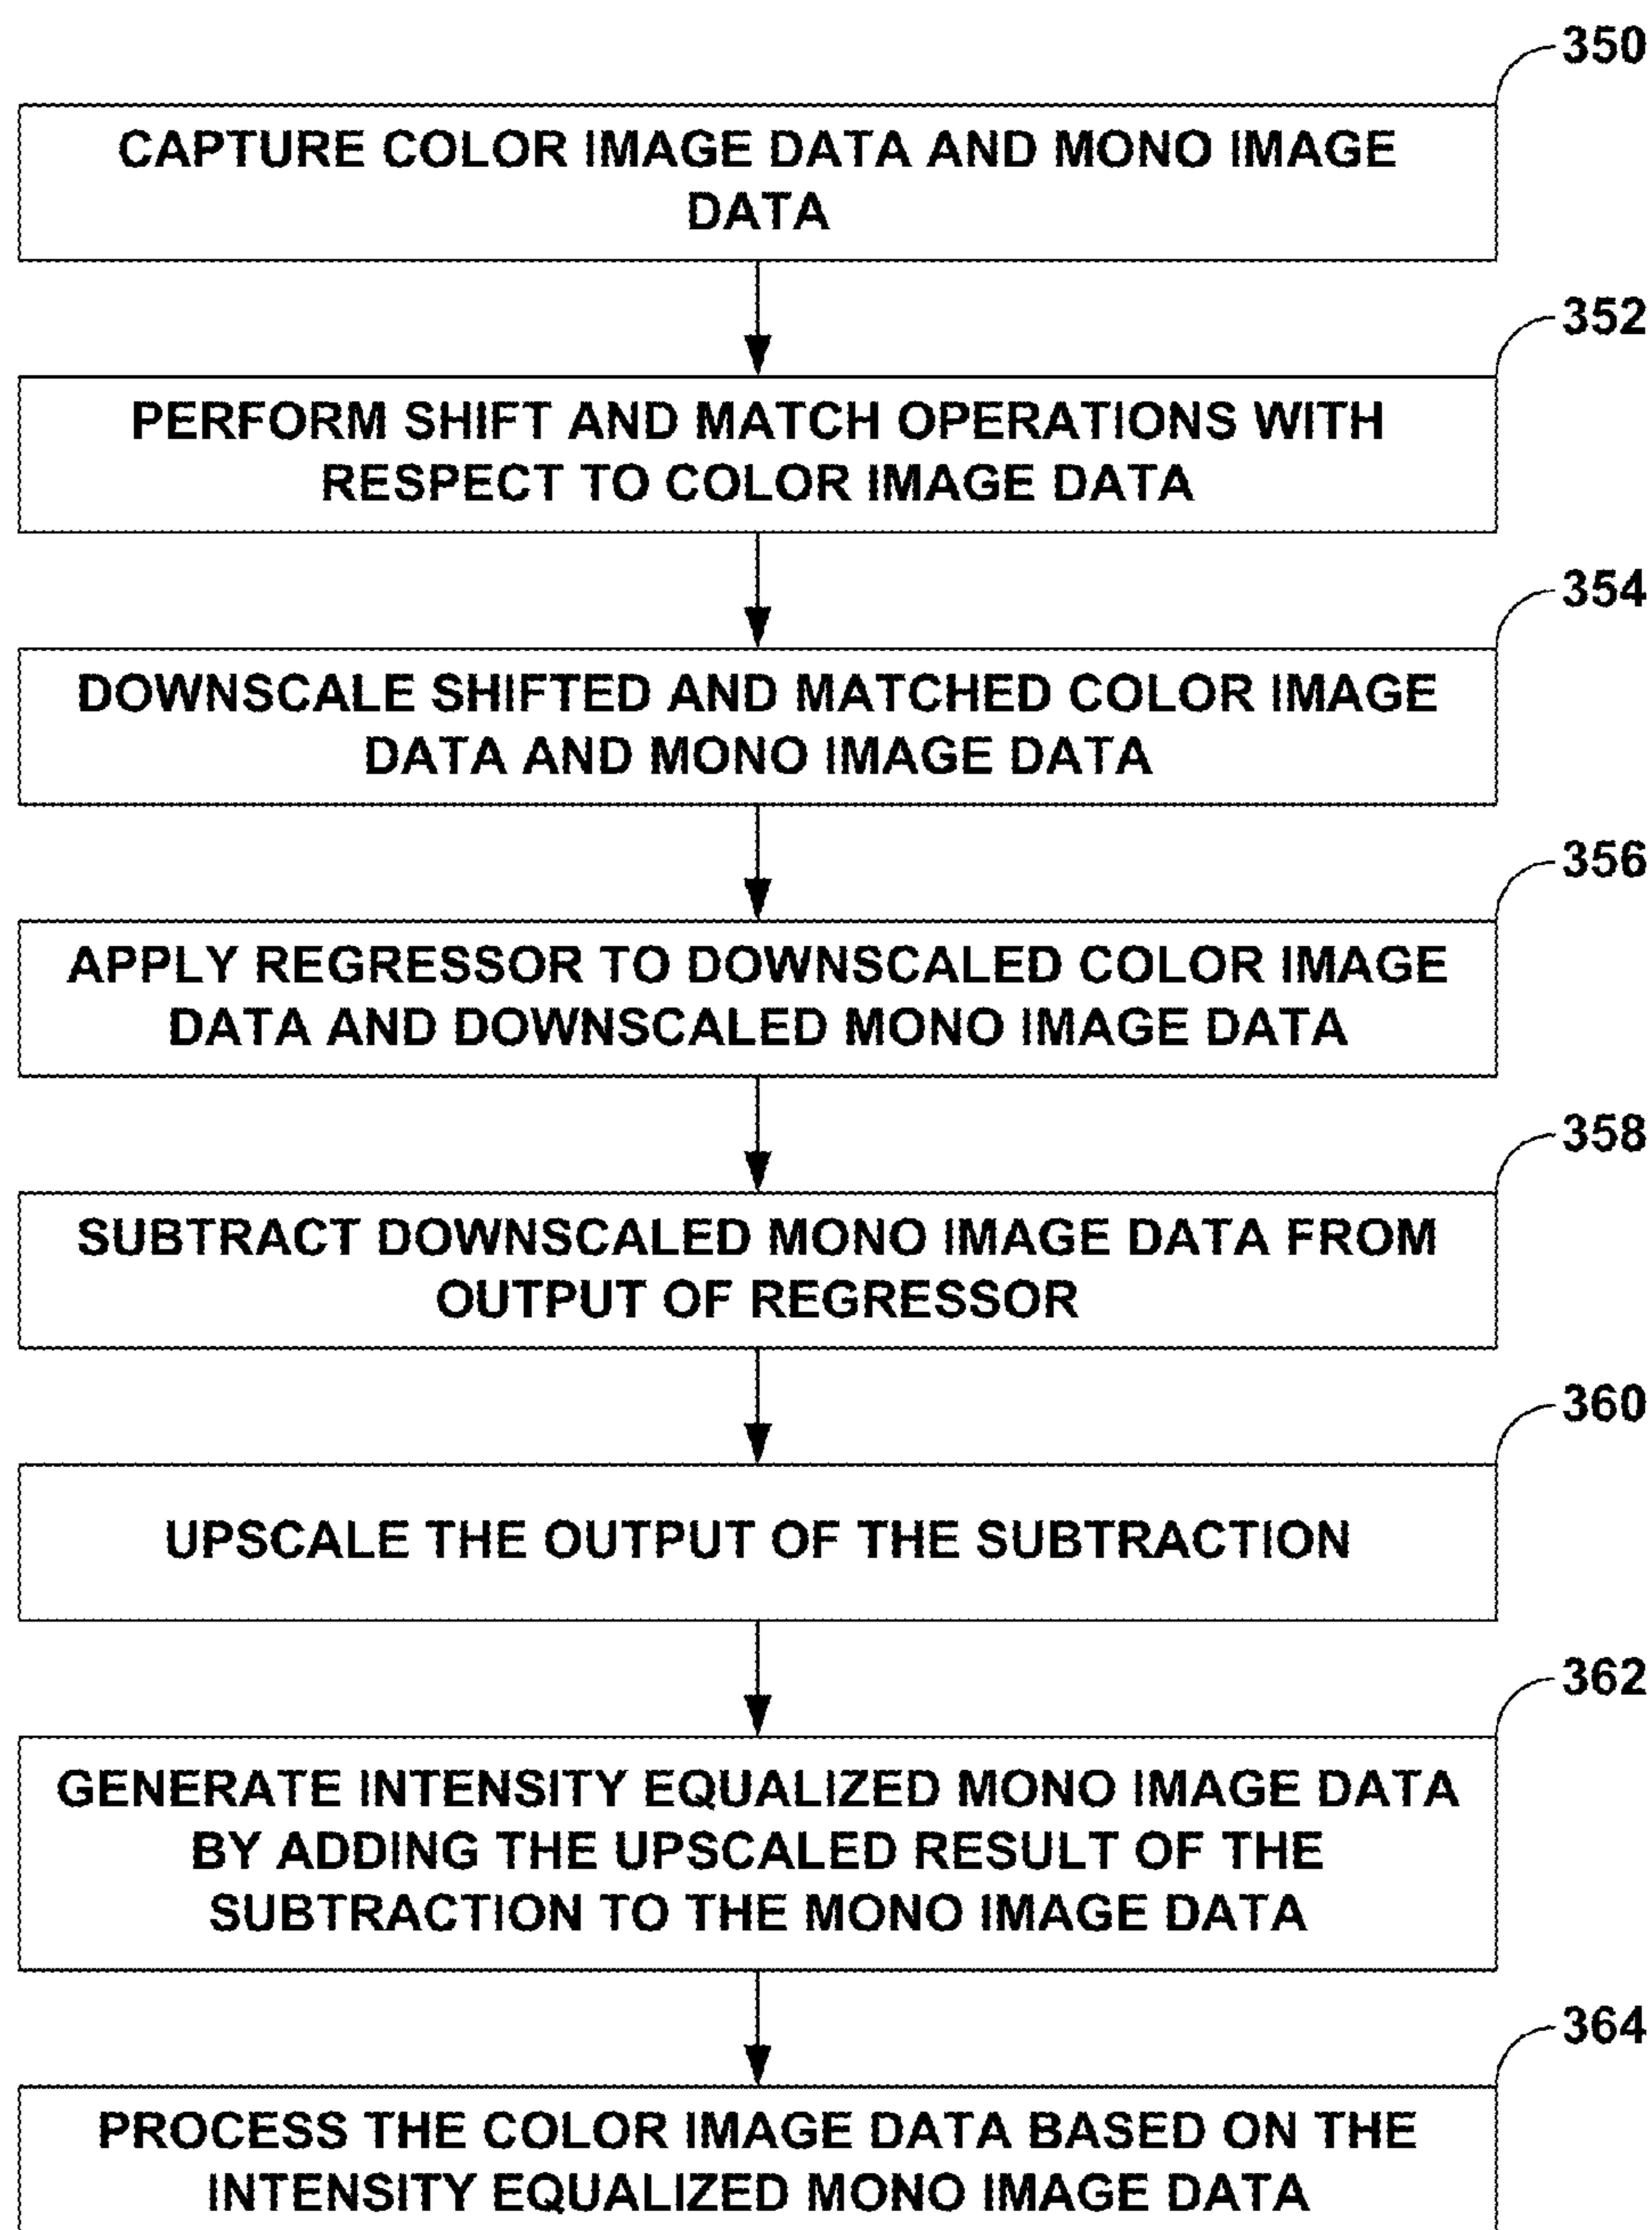 350
CAPTURE COLOR IMAGE DATA AND MONO IMAGE
DATA
352
PERFORM SHIFT AND MATCH OPERATIONS WITH
RESPECT TO COLOR IMAGE DATA
354
DOWNSCALE SHIFTED AND MATCHED COLOR IMAGE
DATA AND MONO IMAGE DATA
356
APPLY REGRESSOR TO DOWNSCALED COLOR IMAGE
DATA AND DOWNSCALED MONO IMAGE DATA
358
SUBTRACT DOWNSCALED MONO IMAGE DATA FROM
OUTPUT OF REGRESSOR
360
UPSCALE THE OUTPUT OF THE SUBTRACTION
362
GENERATE INTENSITY EQUALIZED MONO IMAGE DATA
BY ADDING THE UPSCALED RESULT OF THE
SUBTRACTION TO THE MONO IMAGE DATA
364
PROCESS THE COLOR IMAGE DATA BASED ON THE
INTENSITY EQUALIZED MONO IMAGE DATA